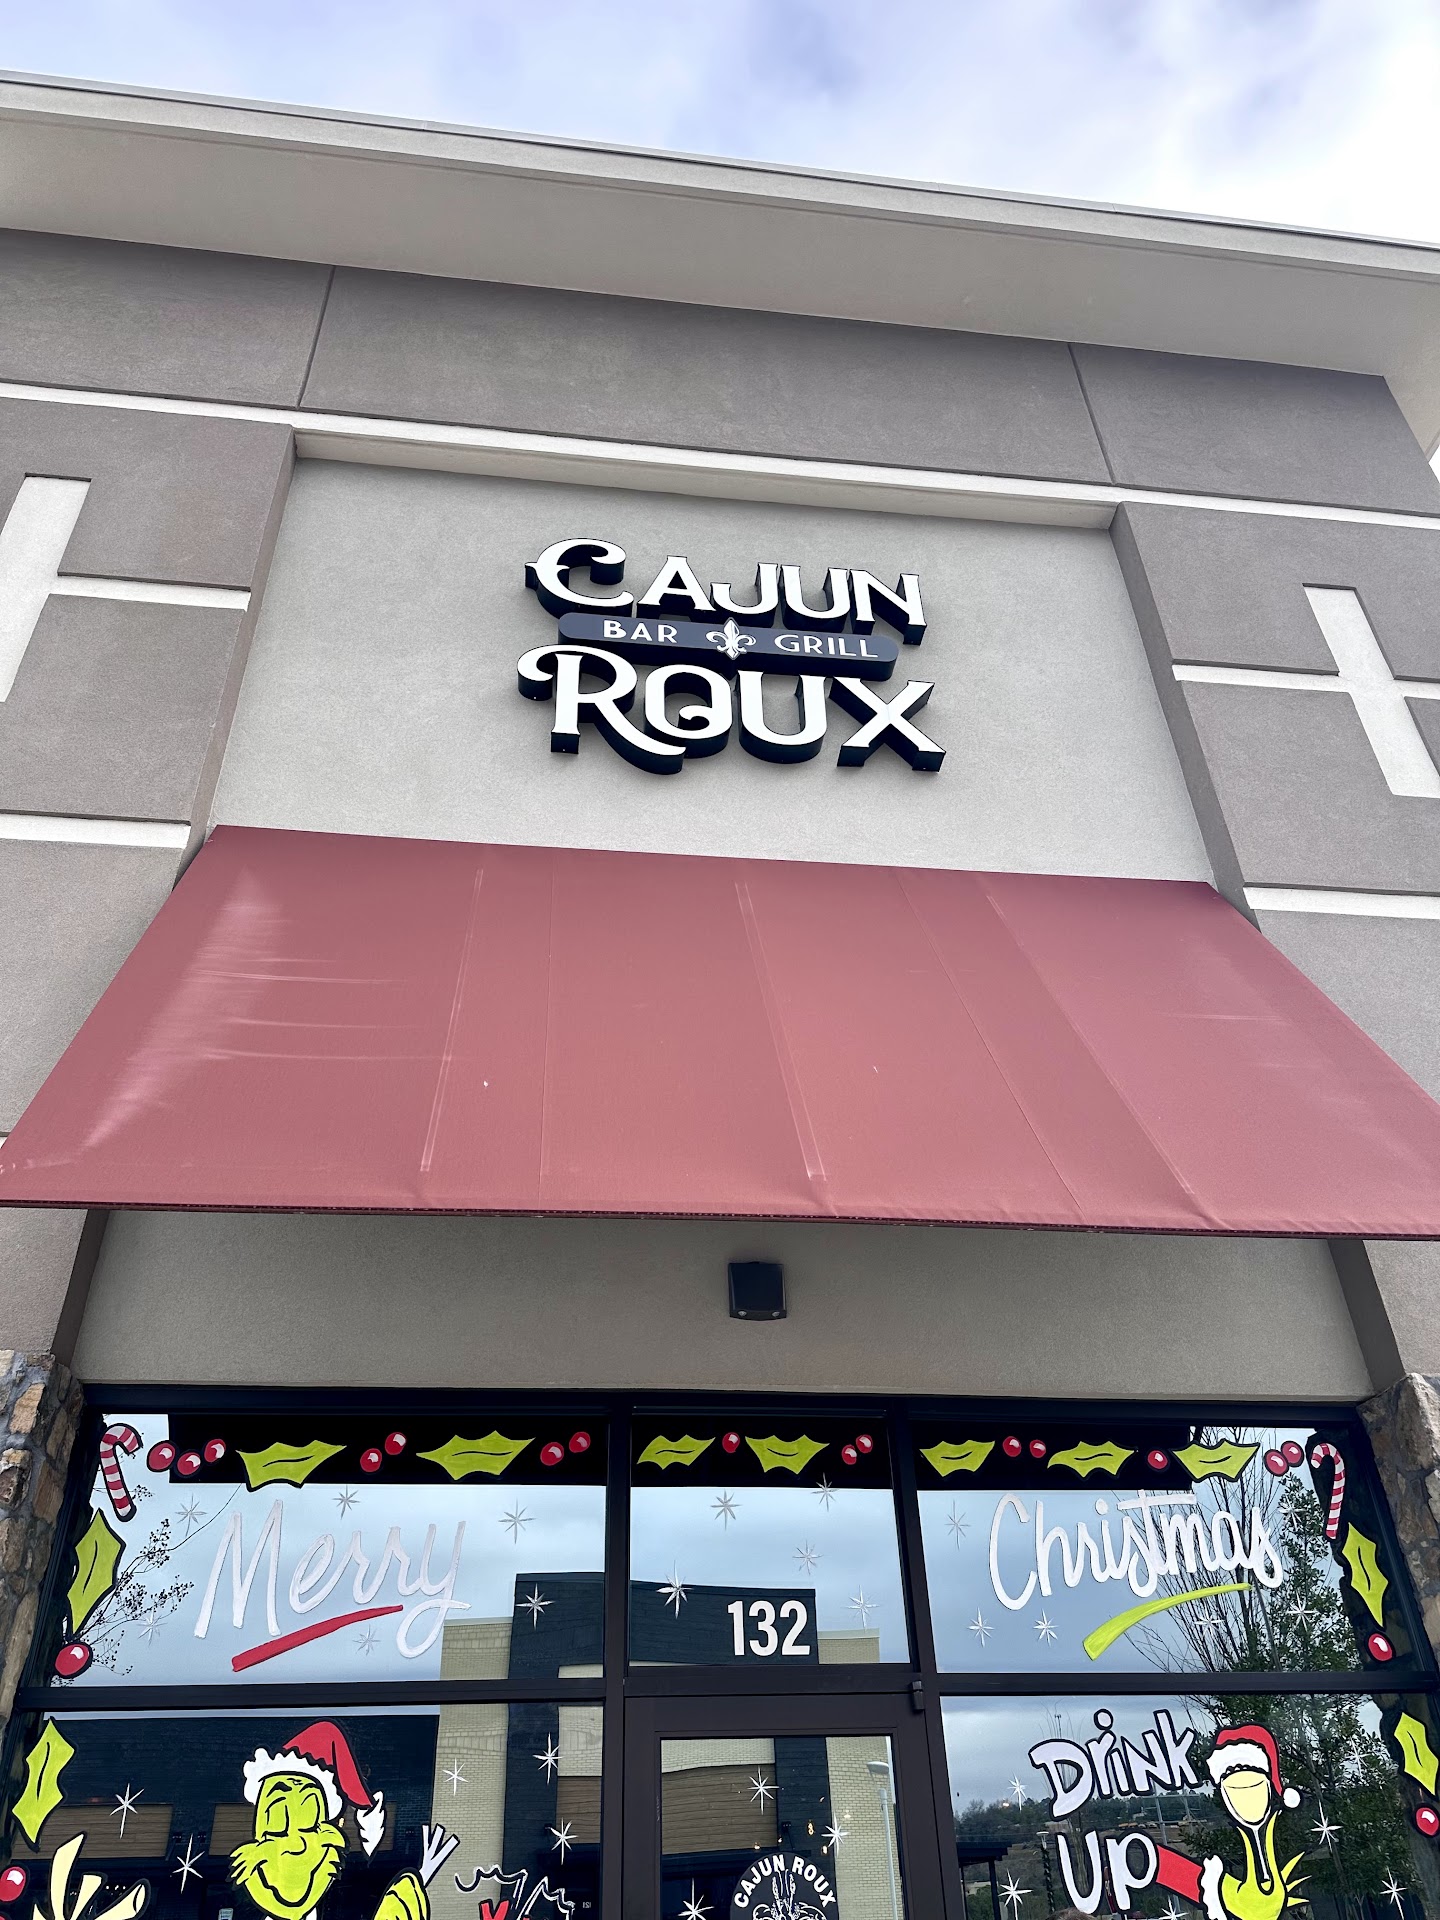 CAJUN
BAR GRILL
ROUX
Merry
Christmas
132
Drink
Up
CAJUN ROUX